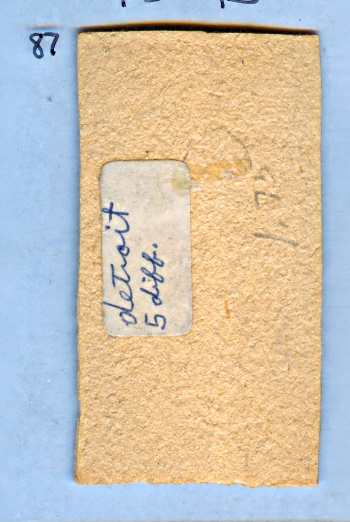 87
detroit
5 diff.